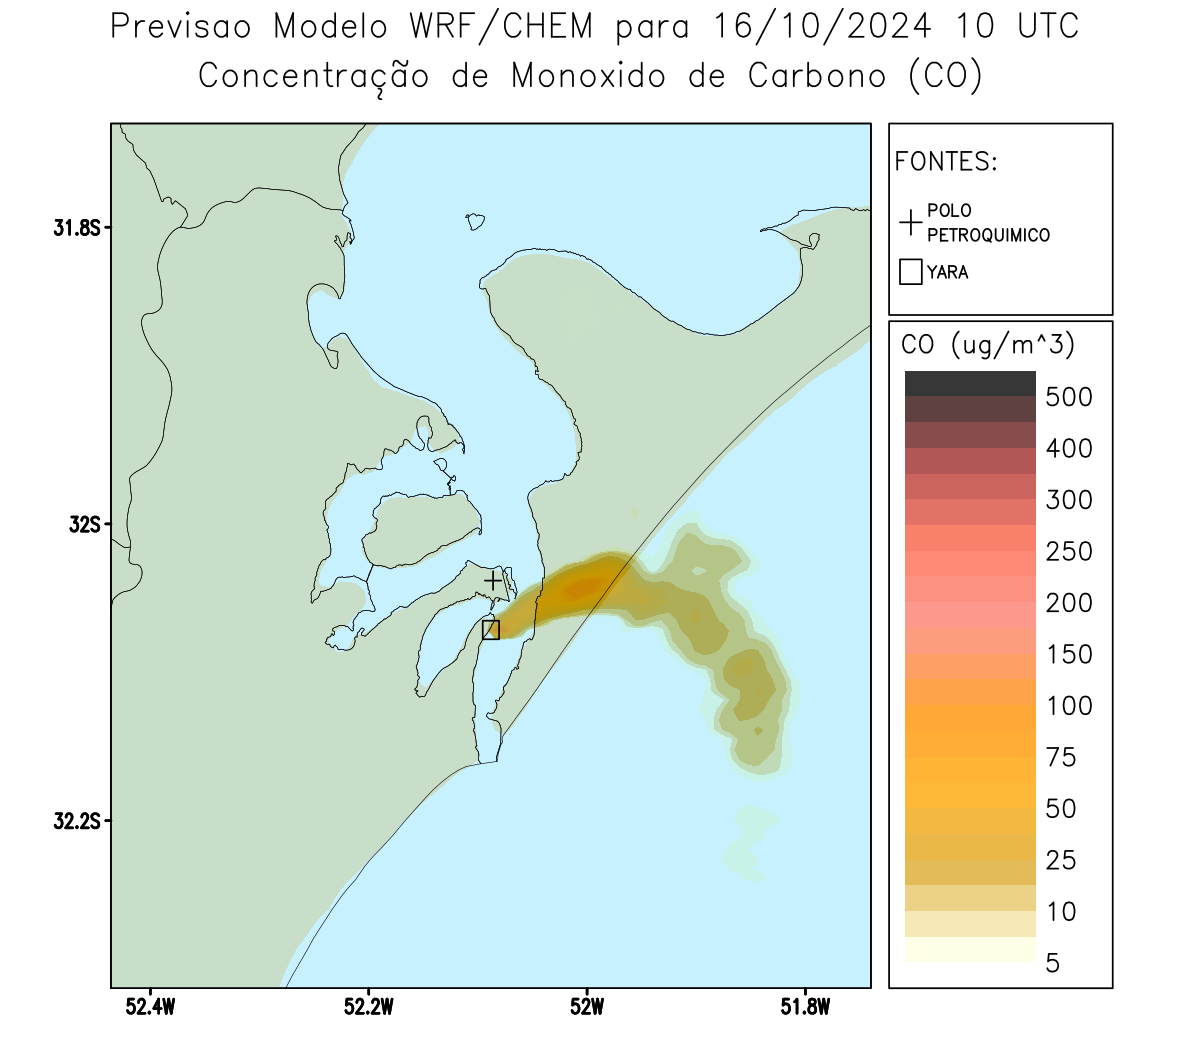 Previsao Modelo WRF/CHEM para 16/10/2024 10 UTC
Concentração de Monoxido de Carbono (CO)
FONTES:
POLO
PETROQUIMICO
YARA
CO (ug/m^3)
500
400
300
250
200
150
100
75
50
25
10
5
31.8S
32S
32.2S
52.4W
52.2W
52W
51.8W